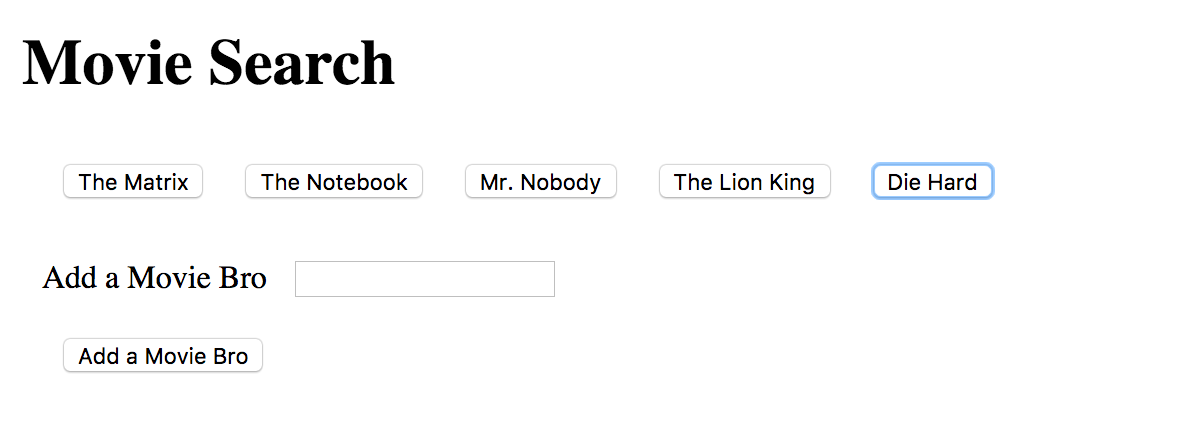 Movie Search
The Matrix The Notebook Mr. Nobody The Lion King Die Hard
Add a Movie Bro
Add a Movie Bro